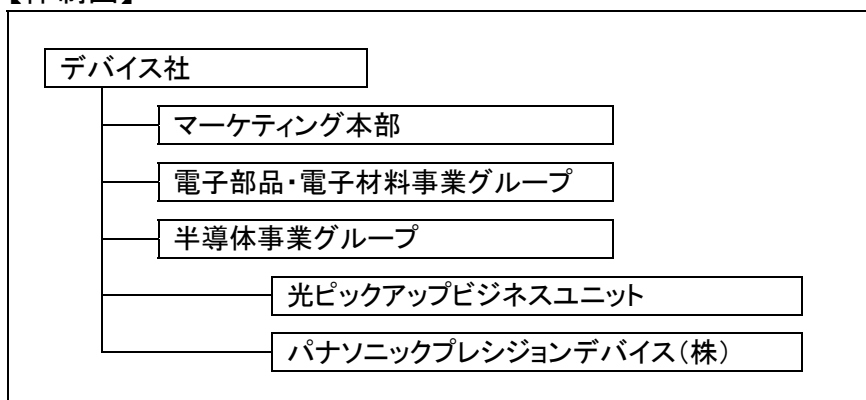 デバイス社
マーケティング本部
電子部品・電子材料事業グループ
半導体事業グループ
光ピックアップビジネスユニット
パナソニックプレシジョンデバイス（株）